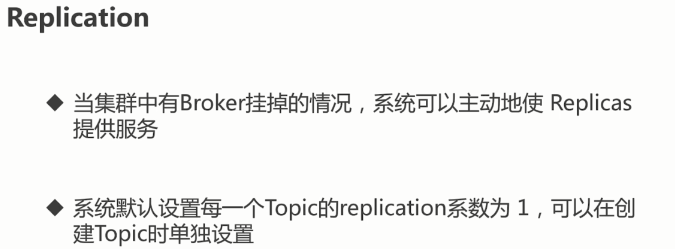 Replication
◆ 当集群中有Broker挂掉的情况，系统可以主动地使 Replicas
提供服务
◆ 系统默认设置每一个Topic的replication系数为 1，可以在创
建Topic时单独设置